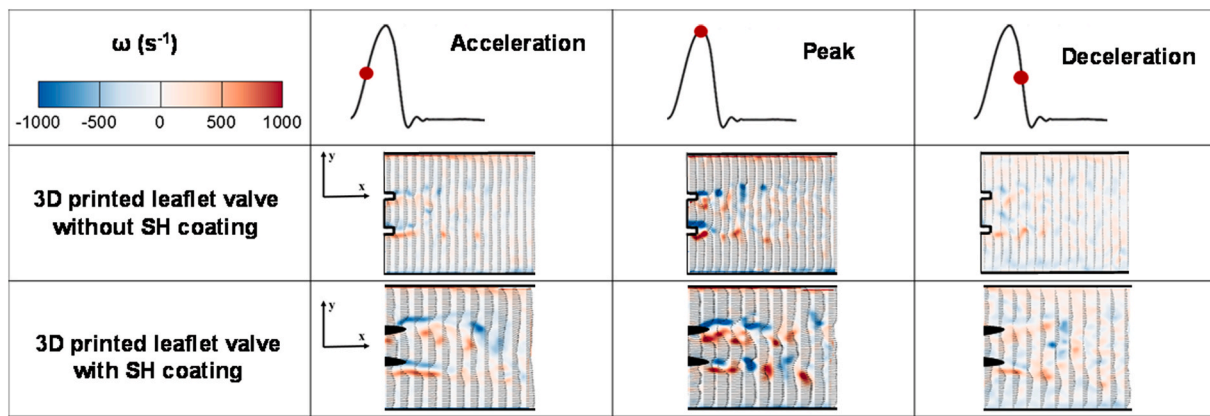 ω (s⁻¹)
-1000 -500 0 500 1000
Acceleration
Peak
Deceleration
3D printed leaflet valve
without SH coating
y
x
3D printed leaflet valve
with SH coating
y
x